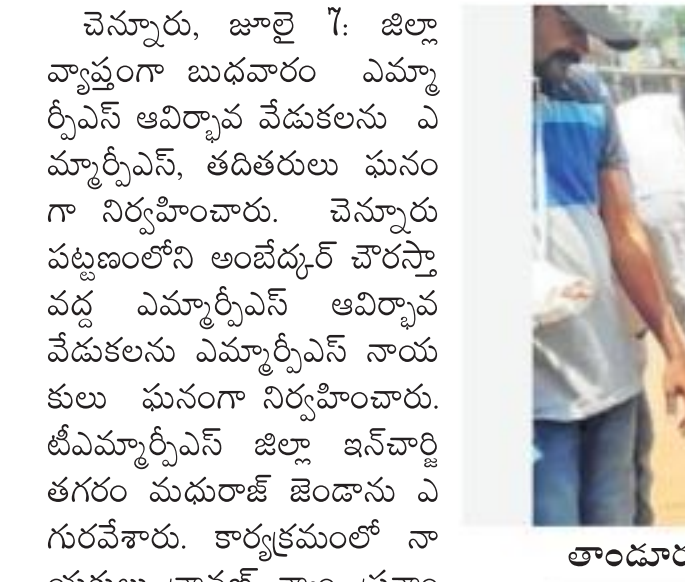 చెన్నూరు, జూలై 7: జిల్లా
వ్యాప్తంగా బుధవారం ఎమ్మా
ర్పీఎస్ ఆవిర్భావ వేడుకలను ఎ
మ్మార్పీఎస్, తదితరులు ఘనం
గా నిర్వహించారు. చెన్నూరు
పట్టణంలోని అంబేద్కర్ చౌరస్తా
వద్ద ఎమ్మార్పీఎస్ ఆవిర్భావ
వేడుకలను ఎమ్మార్పీఎస్ నాయ
కులు ఘనంగా నిర్వహించారు.
టీఎమ్మార్పీఎస్ జిల్లా ఇన్‌చార్జి
తగరం మధురాజ్ జెండాను ఎ
గురవేశారు. కార్యక్రమంలో నా
తాండూర